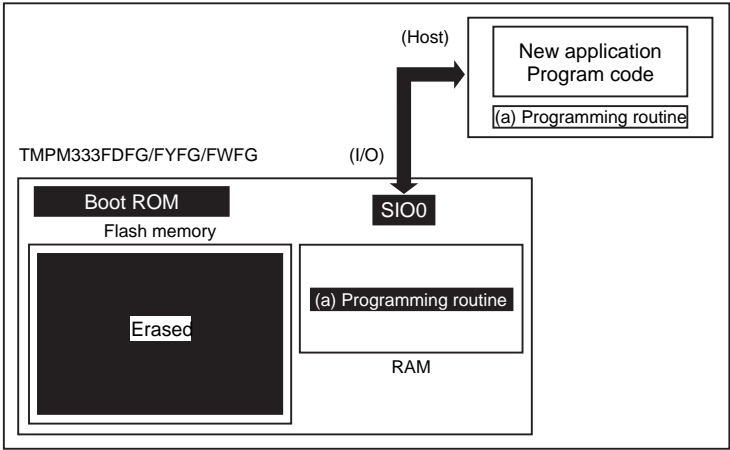 (Host)
New application
Program code
(a) Programming routine
TMPM333FDFG/FYFG/FWFG
(I/O)
Boot ROM
SIO0
Flash memory
(a) Programming routine
Erased
RAM